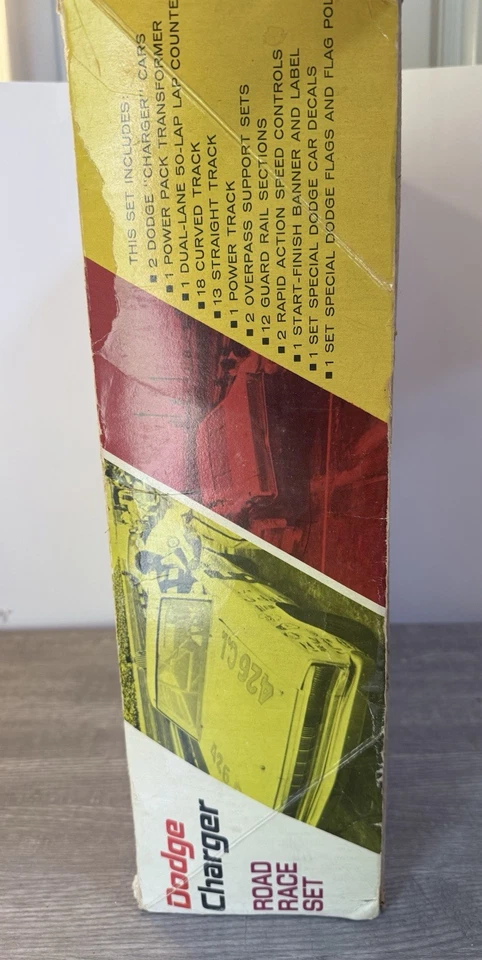 Dodge
Charger
ROAD
RACE
SET
426CI
426
THIS SET INCLUDES:
■ 2 DODGE "CHARGER" CARS
■ 1 POWER PACK TRANSFORMER
■ 1 DUAL-LANE 50-LAP LAP COUNTE
■ 18 CURVED TRACK
■ 13 STRAIGHT TRACK
■ 1 POWER TRACK
■ 2 OVERPASS SUPPORT SETS
■ 12 GUARD RAIL SECTIONS
■ 2 RAPID ACTION SPEED CONTROLS
■ 1 START-FINISH BANNER AND LABEL
■ 1 SET SPECIAL DODGE CAR DECALS
■ 1 SET SPECIAL DODGE FLAGS AND FLAG POL